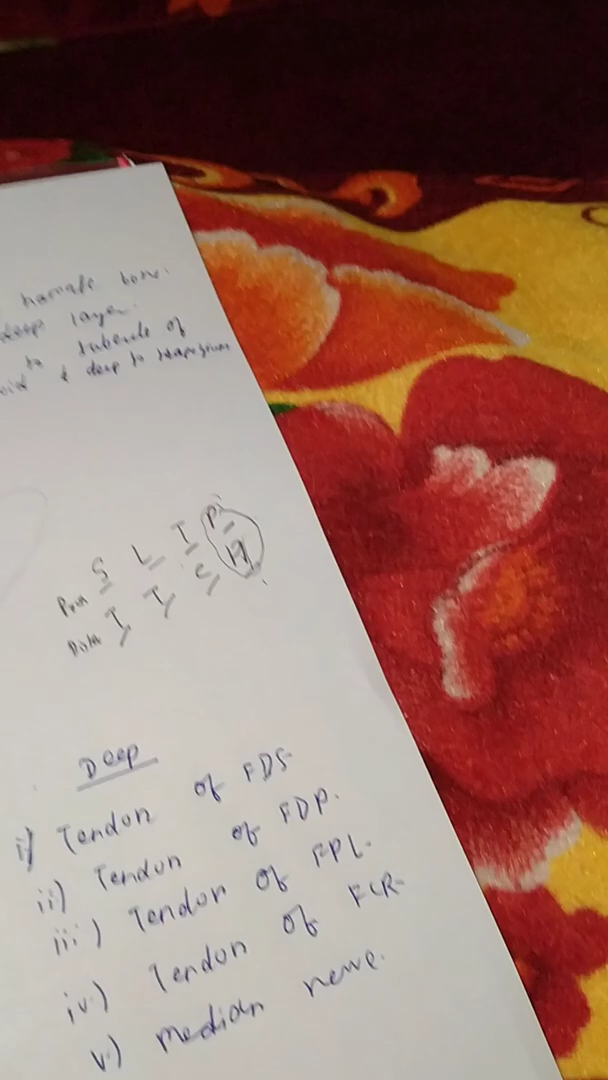 hamate bone.
deep layer.
to tubercle of
& deep to trapezium
Prox S L T P
Dista T T C H
Deep
i) Tendon of FDS
ii) Tendon of FDP.
iii) Tendon of FPL
iv) Tendon of FCR
v) median nerve.